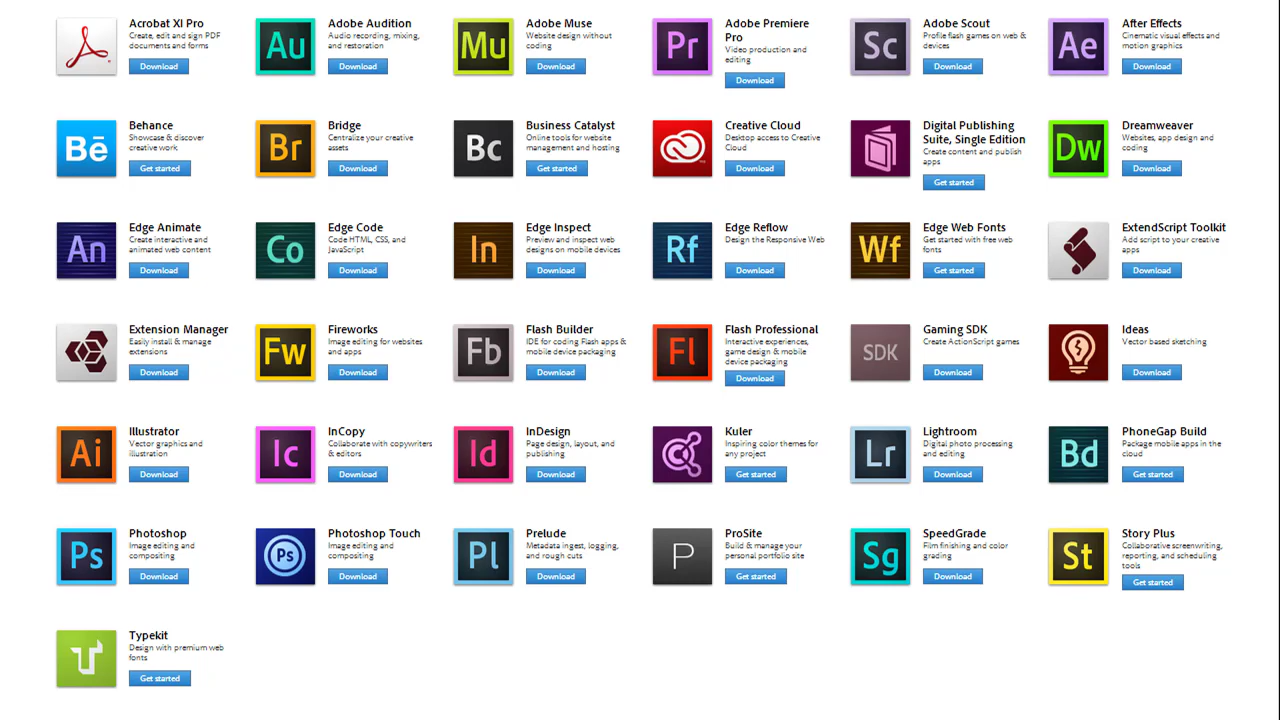 Acrobat XI Pro
Create, edit and sign PDF
documents and forms
Download
Au
Adobe Audition
Audio recording, mixing,
and restoration
Download
Mu
Adobe Muse
Website design without
coding
Download
Pr
Adobe Premiere
Pro
Video production and
editing
Download
Sc
Adobe Scout
Profile flash games on web &
devices
Download
Ae
After Effects
Cinematic visual effects and
motion graphics
Download
Bē
Behance
Showcase & discover
creative work
Get started
Br
Bridge
Centralize your creative
assets
Download
Bc
Business Catalyst
Online tools for website
management and hosting
Get started
Creative Cloud
Desktop access to Creative
Cloud
Download
Digital Publishing
Suite, Single Edition
Create content and publish
apps
Get started
Dw
Dreamweaver
Websites, app design and
coding
Download
An
Edge Animate
Create interactive and
animated web content
Download
Co
Edge Code
Code HTML, CSS, and
JavaScript
Download
In
Edge Inspect
Preview and inspect web
designs on mobile devices
Download
Rf
Edge Reflow
Design the Responsive Web
Download
Wf
Edge Web Fonts
Get started with free web
fonts
Get started
ExtendScript Toolkit
Add script to your creative
apps
Download
Extension Manager
Easily install & manage
extensions
Download
Fw
Fireworks
Image editing for websites
and apps
Download
Fb
Flash Builder
IDE for coding Flash apps &
mobile device packaging
Download
Fl
Flash Professional
Interactive experiences,
game design & mobile
device packaging
Download
SDK
Gaming SDK
Create ActionScript games
Download
Ideas
Vector based sketching
Download
Ai
Illustrator
Vector graphics and
illustration
Download
Ic
InCopy
Collaborate with copywriters
& editors
Download
Id
InDesign
Page design, layout, and
publishing
Download
Kuler
Inspiring color themes for
any project
Get started
Lr
Lightroom
Digital photo processing
and editing
Download
Bd
PhoneGap Build
Package mobile apps in the
cloud
Get started
Ps
Photoshop
Image editing and
compositing
Download
Ps
Photoshop Touch
Image editing and
compositing
Download
Pl
Prelude
Metadata ingest, logging,
and rough cuts
Download
P
ProSite
Build & manage your
personal portfolio site
Get started
Sg
SpeedGrade
Film finishing and color
grading
Download
St
Story Plus
Collaborative screenwriting,
reporting, and scheduling
tools
Get started
Typekit
Design with premium web
fonts
Get started